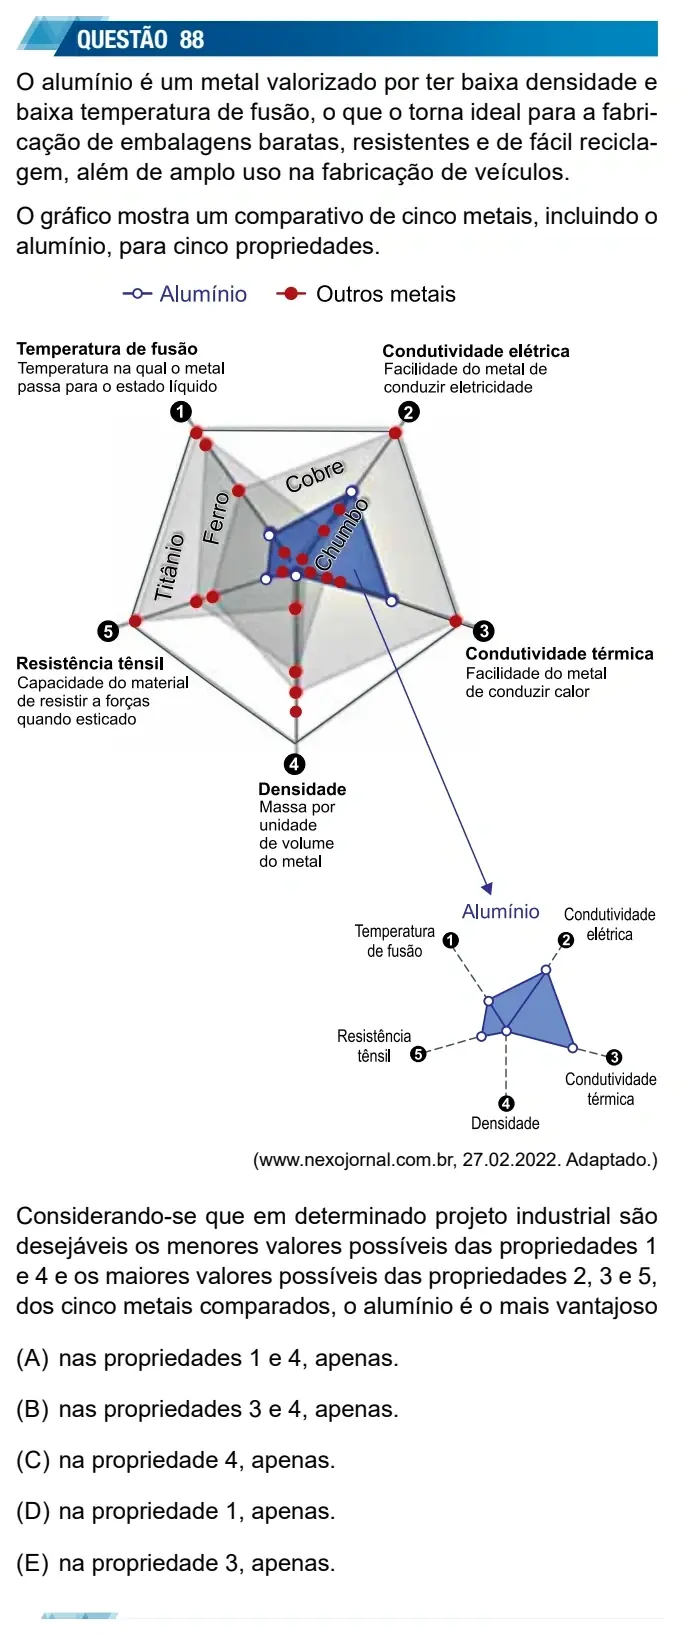 QUESTÃO 88
O alumínio é um metal valorizado por ter baixa densidade e
baixa temperatura de fusão, o que o torna ideal para a fabri-
cação de embalagens baratas, resistentes e de fácil recicla-
gem, além de amplo uso na fabricação de veículos.
O gráfico mostra um comparativo de cinco metais, incluindo o
alumínio, para cinco propriedades.
Alumínio Outros metais
Temperatura de fusão
Temperatura na qual o metal
passa para o estado líquido
1
Condutividade elétrica
Facilidade do metal de
conduzir eletricidade
2
Cobre
Chumbo
Ferro
Titânio
5
Resistência tênsil
Capacidade do material
de resistir a forças
quando esticado
3
Condutividade térmica
Facilidade do metal
de conduzir calor
4
Densidade
Massa por
unidade
de volume
do metal
Alumínio
Temperatura
de fusão
1
Condutividade
elétrica
2
Resistência
tênsil
5
3
Condutividade
térmica
4
Densidade
(www.nexojornal.com.br, 27.02.2022. Adaptado.)
Considerando-se que em determinado projeto industrial são
desejáveis os menores valores possíveis das propriedades 1
e 4 e os maiores valores possíveis das propriedades 2, 3 e 5,
dos cinco metais comparados, o alumínio é o mais vantajoso
(A) nas propriedades 1 e 4, apenas.
(B) nas propriedades 3 e 4, apenas.
(C) na propriedade 4, apenas.
(D) na propriedade 1, apenas.
(E) na propriedade 3, apenas.